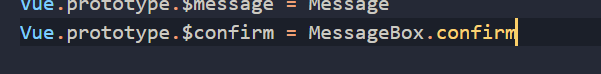 Vue.prototype.$message = Message
Vue.prototype.$confirm = MessageBox.confirm